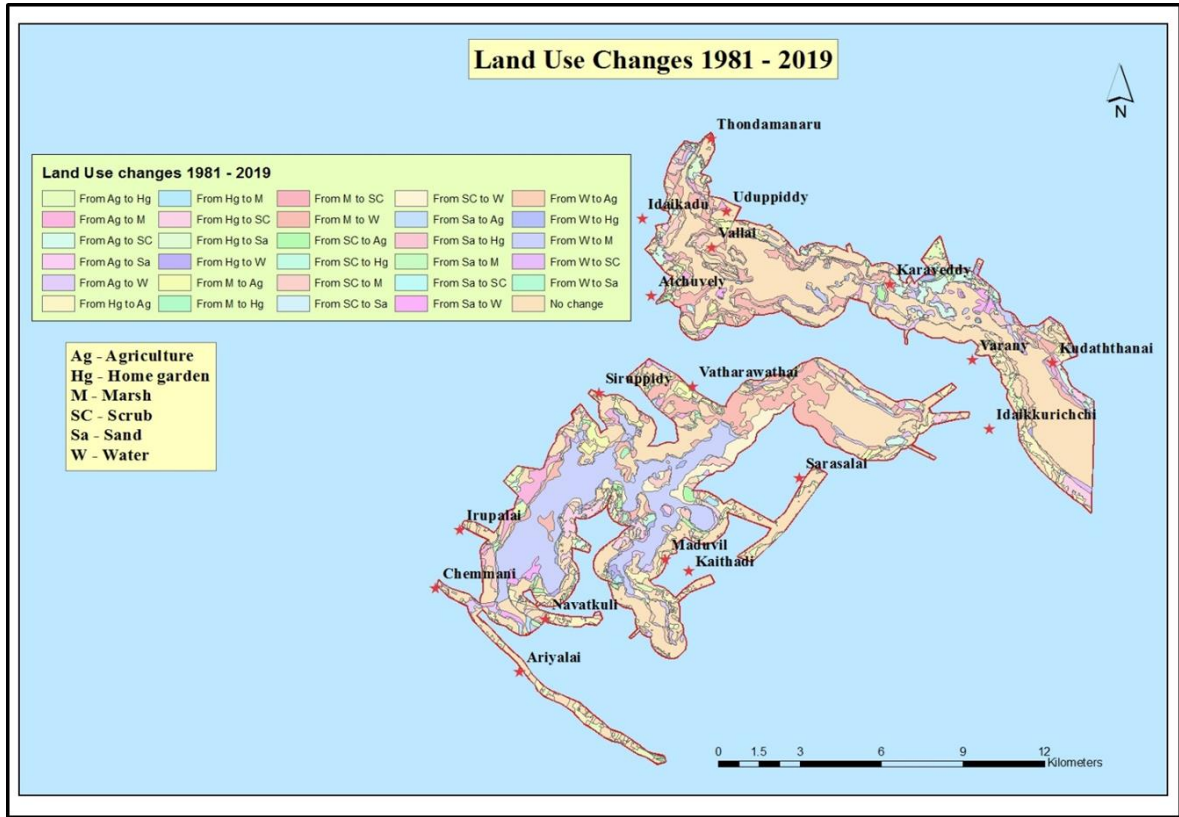 Land Use Changes 1981 - 2019
N
Thondamanaru
Land Use changes 1981 - 2019
From Ag to Hg
From Hg to M
From M to SC
From SC to W
From W to Ag
From Ag to M
From Hg to SC
From M to W
From Sa to Ag
From W to Hg
From Ag to SC
From Hg to Sa
From SC to Ag
From Sa to Hg
From W to M
From Ag to Sa
From Hg to W
From SC to Hg
From Sa to M
From W to SC
From Ag to W
From M to Ag
From SC to M
From Sa to SC
From W to Sa
From Hg to Ag
From M to Hg
From SC to Sa
From Sa to W
No change
Idaikadu
Uduppiddy
Vallai
Atchuvely
Karaveddy
Varany
Kudaththanai
Ag - Agriculture
Hg - Home garden
M - Marsh
SC - Scrub
Sa - Sand
W - Water
Siruppidy
Vatharawathai
Idaikkurichchi
Sarasalai
Irupalai
Maduvil
Kaithadi
Chemmani
Navatkuli
Ariyalai
0 1.5 3 6 9 12
Kilometers